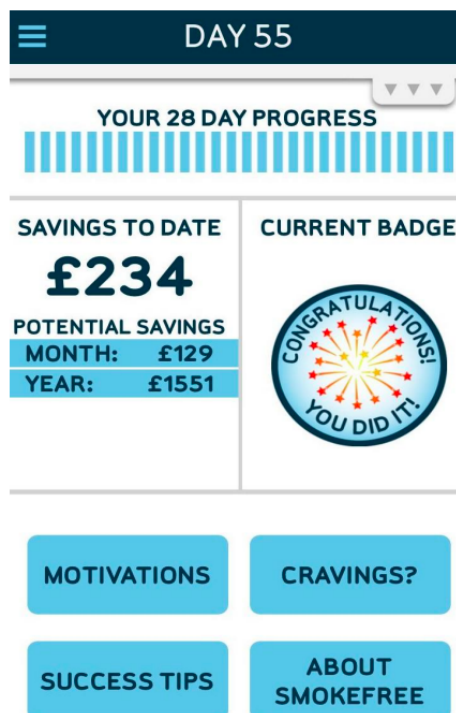 DAY 55
YOUR 28 DAY PROGRESS
SAVINGS TO DATE
£234
POTENTIAL SAVINGS
MONTH: £129
YEAR: £1551
CURRENT BADGE
CONGRATULATIONS!
YOU DID IT!
MOTIVATIONS
CRAVINGS?
SUCCESS TIPS
ABOUT
SMOKEFREE